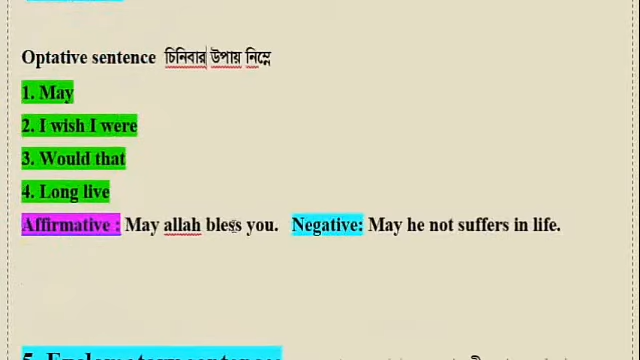 Optative sentence চিনিবার উপায় নিম্নে
1. May
2. I wish I were
3. Would that
4. Long live
Affirmative : May allah bless you. Negative: May he not suffers in life.